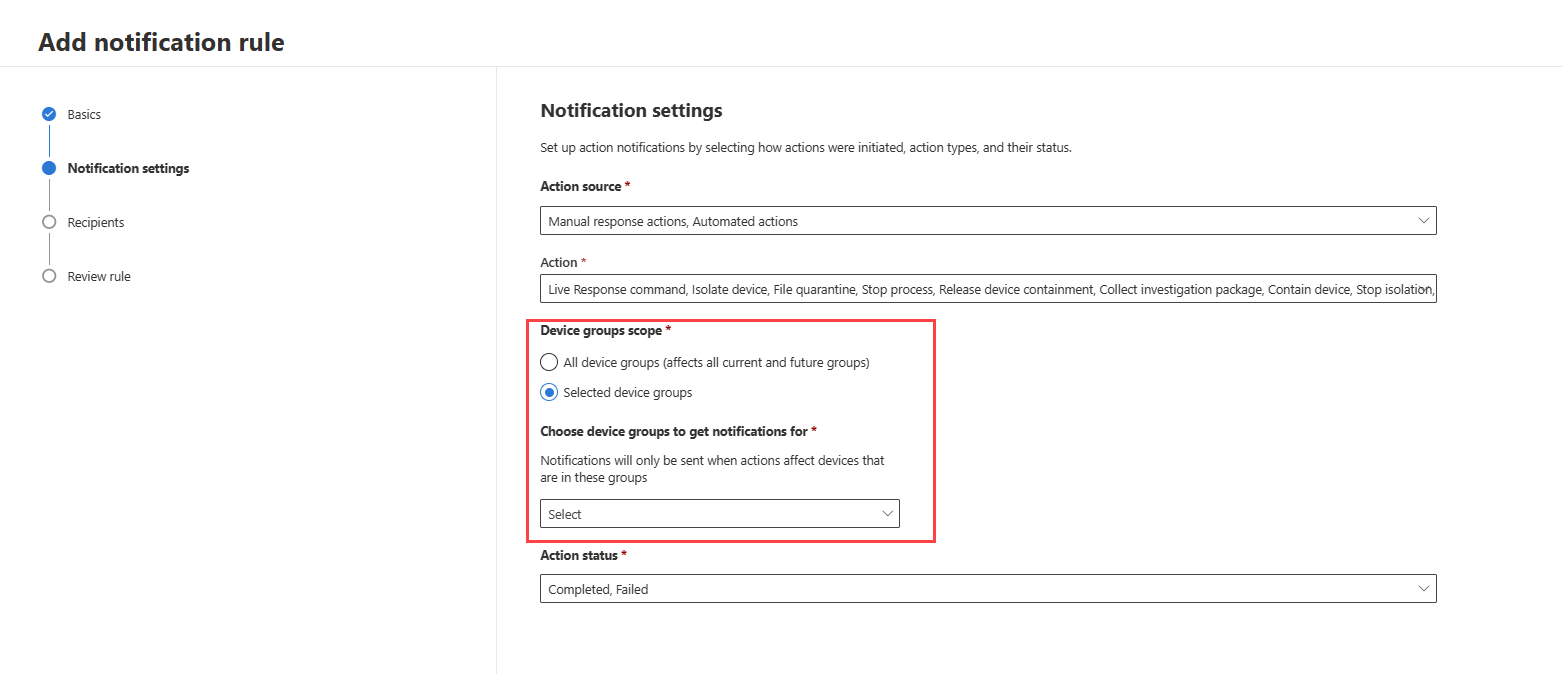 Add notification rule
Basics
Notification settings
Recipients
Review rule
Notification settings
Set up action notifications by selecting how actions were initiated, action types, and their status.
Action source *
Manual response actions, Automated actions
Action *
Live Response command, Isolate device, File quarantine, Stop process, Release device containment, Collect investigation package, Contain device, Stop isolation,
Device groups scope *
All device groups (affects all current and future groups)
Selected device groups
Choose device groups to get notifications for *
Notifications will only be sent when actions affect devices that
are in these groups
Select
Action status *
Completed, Failed